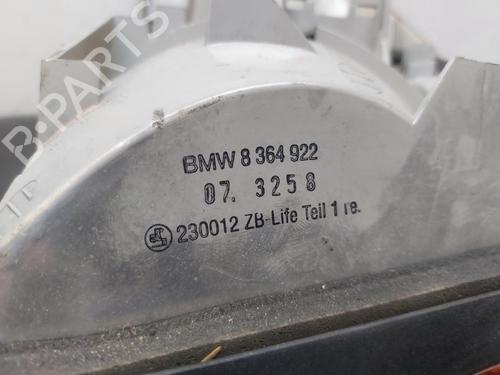 B-PARTS
BMW 8 364 922
07. 3258
230012 ZB-Life Teil 1 re.